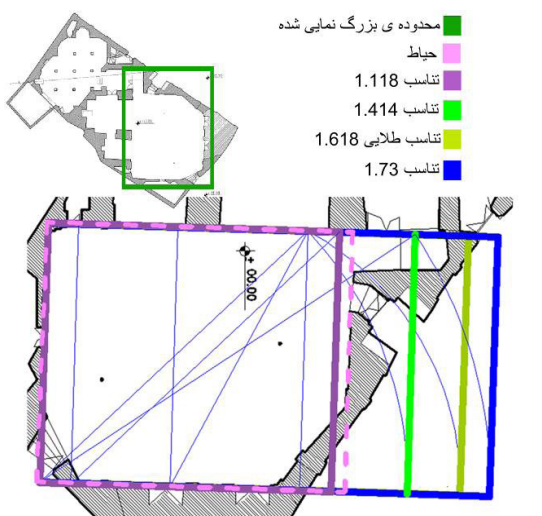 محدوده ی بزرگ نمایی شده
حیاط
تناسب 1.118
تناسب 1.414
تناسب طلایی 1.618
تناسب 1.73
+ 00.00